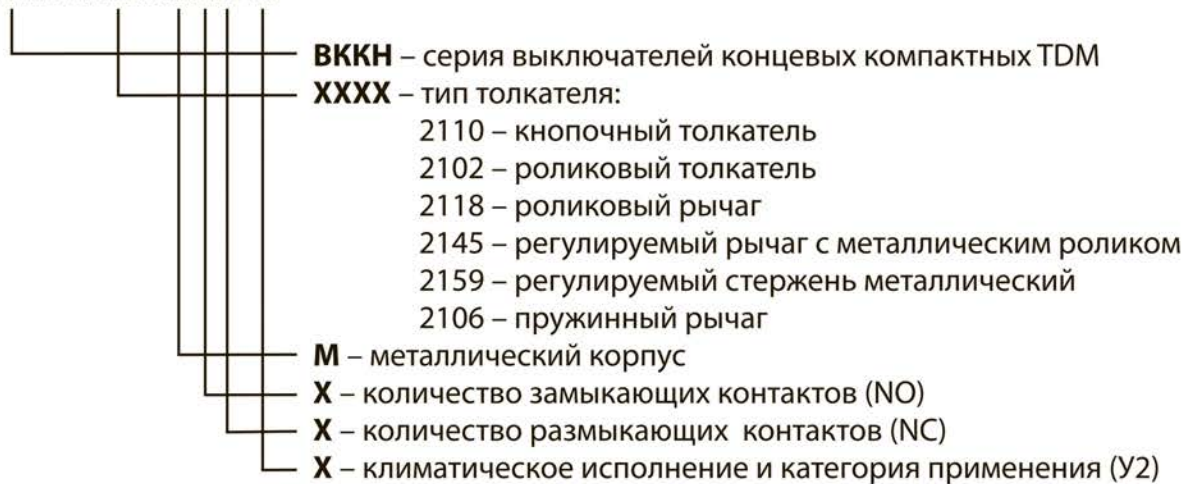 ВККН – серия выключателей концевых компактных TDM
XXXX – тип толкателя:
2110 – кнопочный толкатель
2102 – роликовый толкатель
2118 – роликовый рычаг
2145 – регулируемый рычаг с металлическим роликом
2159 – регулируемый стержень металлический
2106 – пружинный рычаг
М – металлический корпус
X – количество замыкающих контактов (NO)
X – количество размыкающих контактов (NC)
X – климатическое исполнение и категория применения (У2)